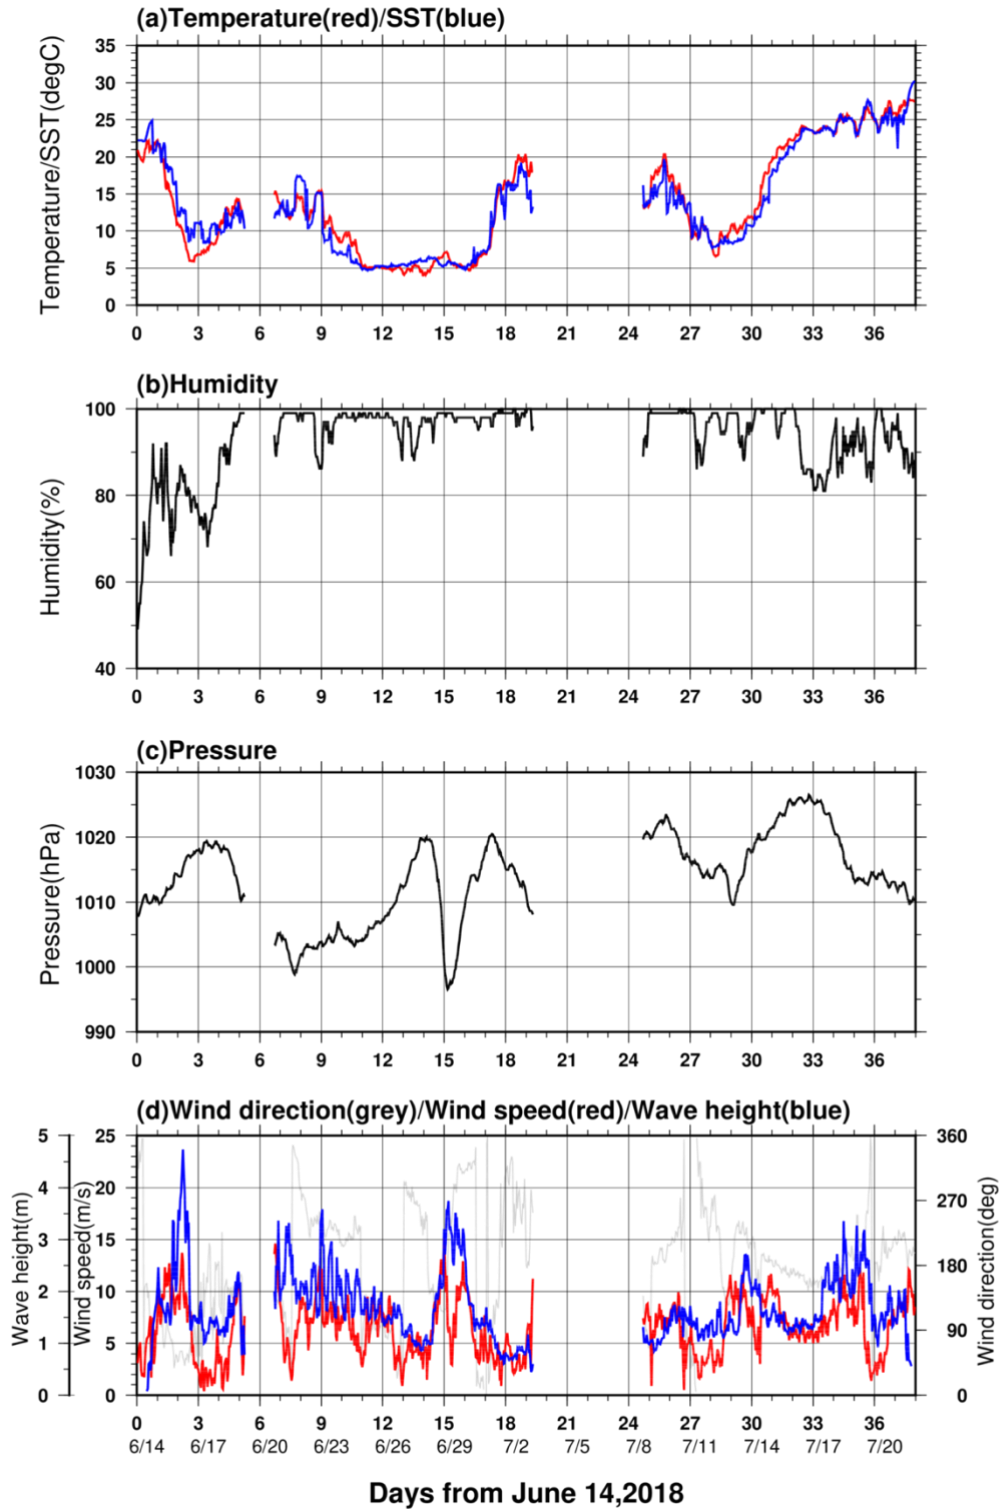 (a)Temperature(red)/SST(blue)
Temperature/SST(degC)
35
30
25
20
15
10
5
0
0 3 6 9 12 15 18 21 24 27 30 33 36
(b)Humidity
Humidity(%)
100
80
60
40
0 3 6 9 12 15 18 21 24 27 30 33 36
(c)Pressure
Pressure(hPa)
1030
1020
1010
1000
990
0 3 6 9 12 15 18 21 24 27 30 33 36
(d)Wind direction(grey)/Wind speed(red)/Wave height(blue)
Wave height(m)
Wind speed(m/s)
Wind direction(deg)
5 25 360
4 20 270
3 15
2 10 180
1 5 90
0 0 0
0 3 6 9 12 15 18 21 24 27 30 33 36
6/14 6/17 6/20 6/23 6/26 6/29 7/2 7/5 7/8 7/11 7/14 7/17 7/20
Days from June 14,2018